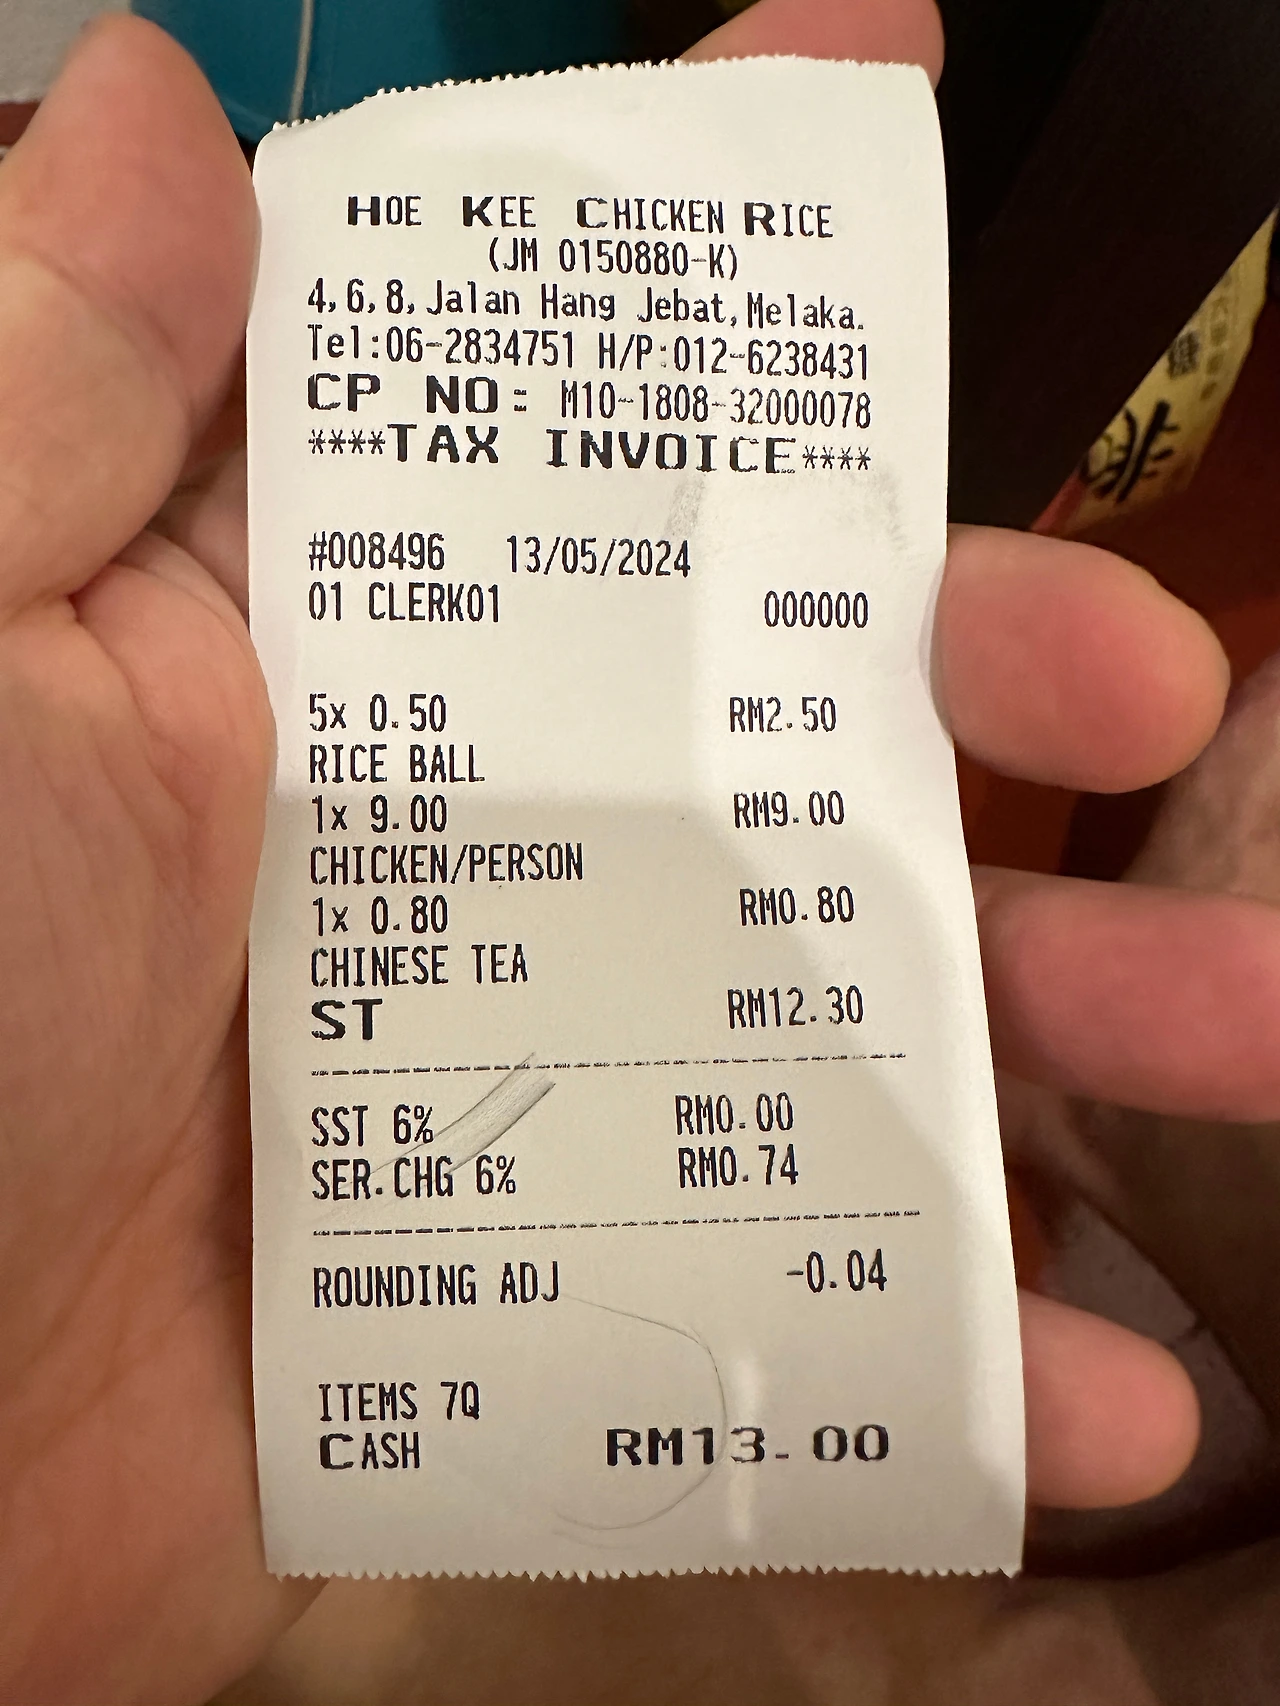 HOE KEE CHICKEN RICE
(JM 0150880-K)
4,6,8,Jalan Hang Jebat,Melaka.
Tel:06-2834751 H/P:012-6238431
CP NO: M10-1808-32000078
****TAX INVOICE****
#008496 13/05/2024
01 CLERK01 000000
5x 0.50 RM2.50
RICE BALL
1x 9.00 RM9.00
CHICKEN/PERSON
1x 0.80 RM0.80
CHINESE TEA
ST RM12.30
SST 6% RM0.00
SER.CHG 6% RM0.74
ROUNDING ADJ -0.04
ITEMS 7Q
CASH RM13.00
糖
啡